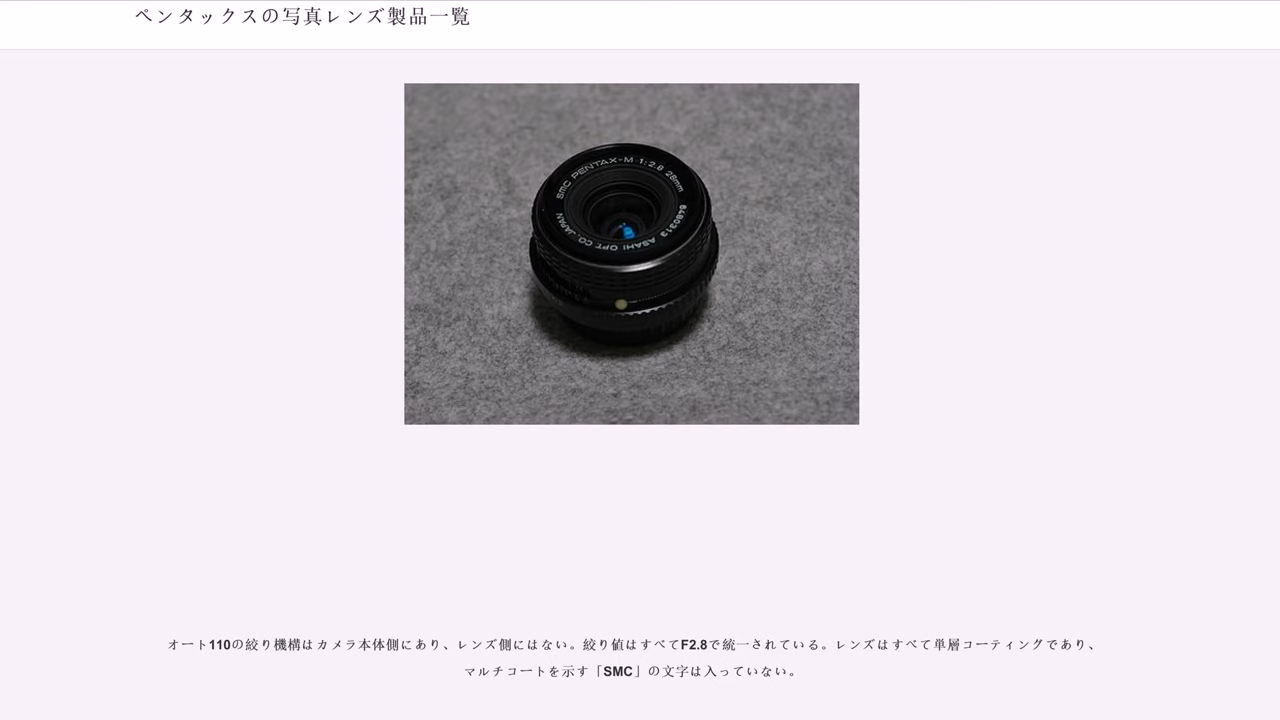 ペンタックスの写真レンズ製品一覧
SMC PENTAX-M 1:2.8 28mm 6480313 ASAHI OPT. CO., JAPAN
オート110の絞り機構はカメラ本体側にあり、レンズ側にはない。絞り値はすべてF2.8で統一されている。レンズはすべて単層コーティングであり、
マルチコートを示す「SMC」の文字は入っていない。